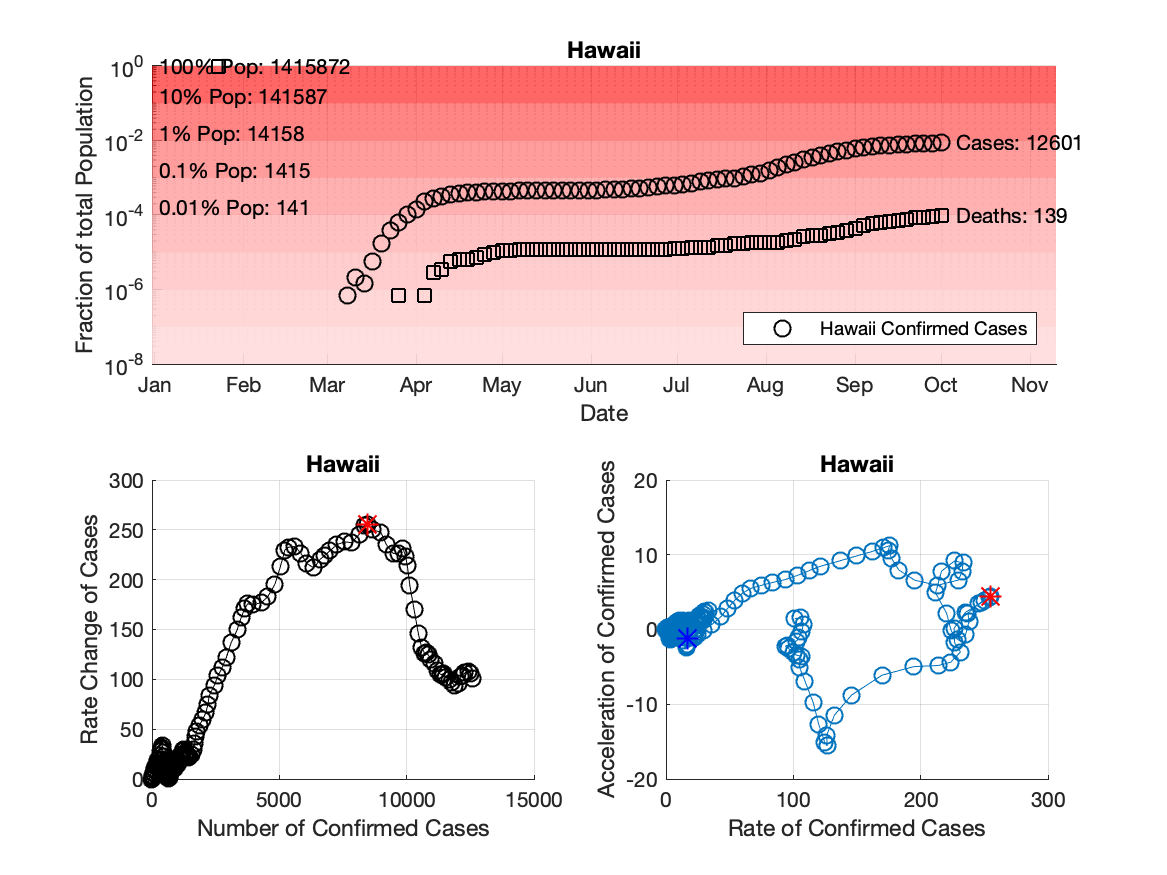 Hawaii
10^0
10^-2
10^-4
10^-6
10^-8
Fraction of total Population
100% Pop: 1415872
10% Pop: 141587
1% Pop: 14158
0.1% Pop: 1415
0.01% Pop: 141
Cases: 12601
Deaths: 139
Hawaii Confirmed Cases
Jan Feb Mar Apr May Jun Jul Aug Sep Oct Nov
Date
Hawaii
300
250
200
150
100
50
0
Rate Change of Cases
0 5000 10000 15000
Number of Confirmed Cases
Hawaii
20
10
0
-10
-20
Acceleration of Confirmed Cases
0 100 200 300
Rate of Confirmed Cases